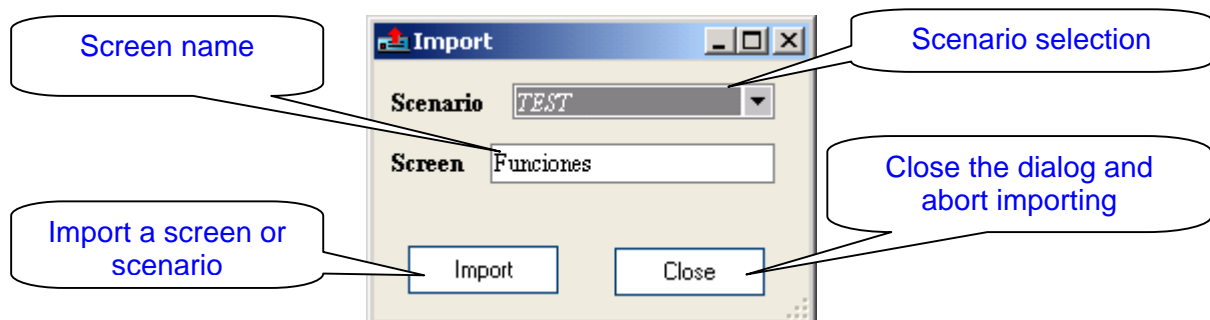 Screen name
Import
Scenario selection
Scenario TEST
Screen Funciones
Close the dialog and
abort importing
Import a screen or
scenario
Import
Close